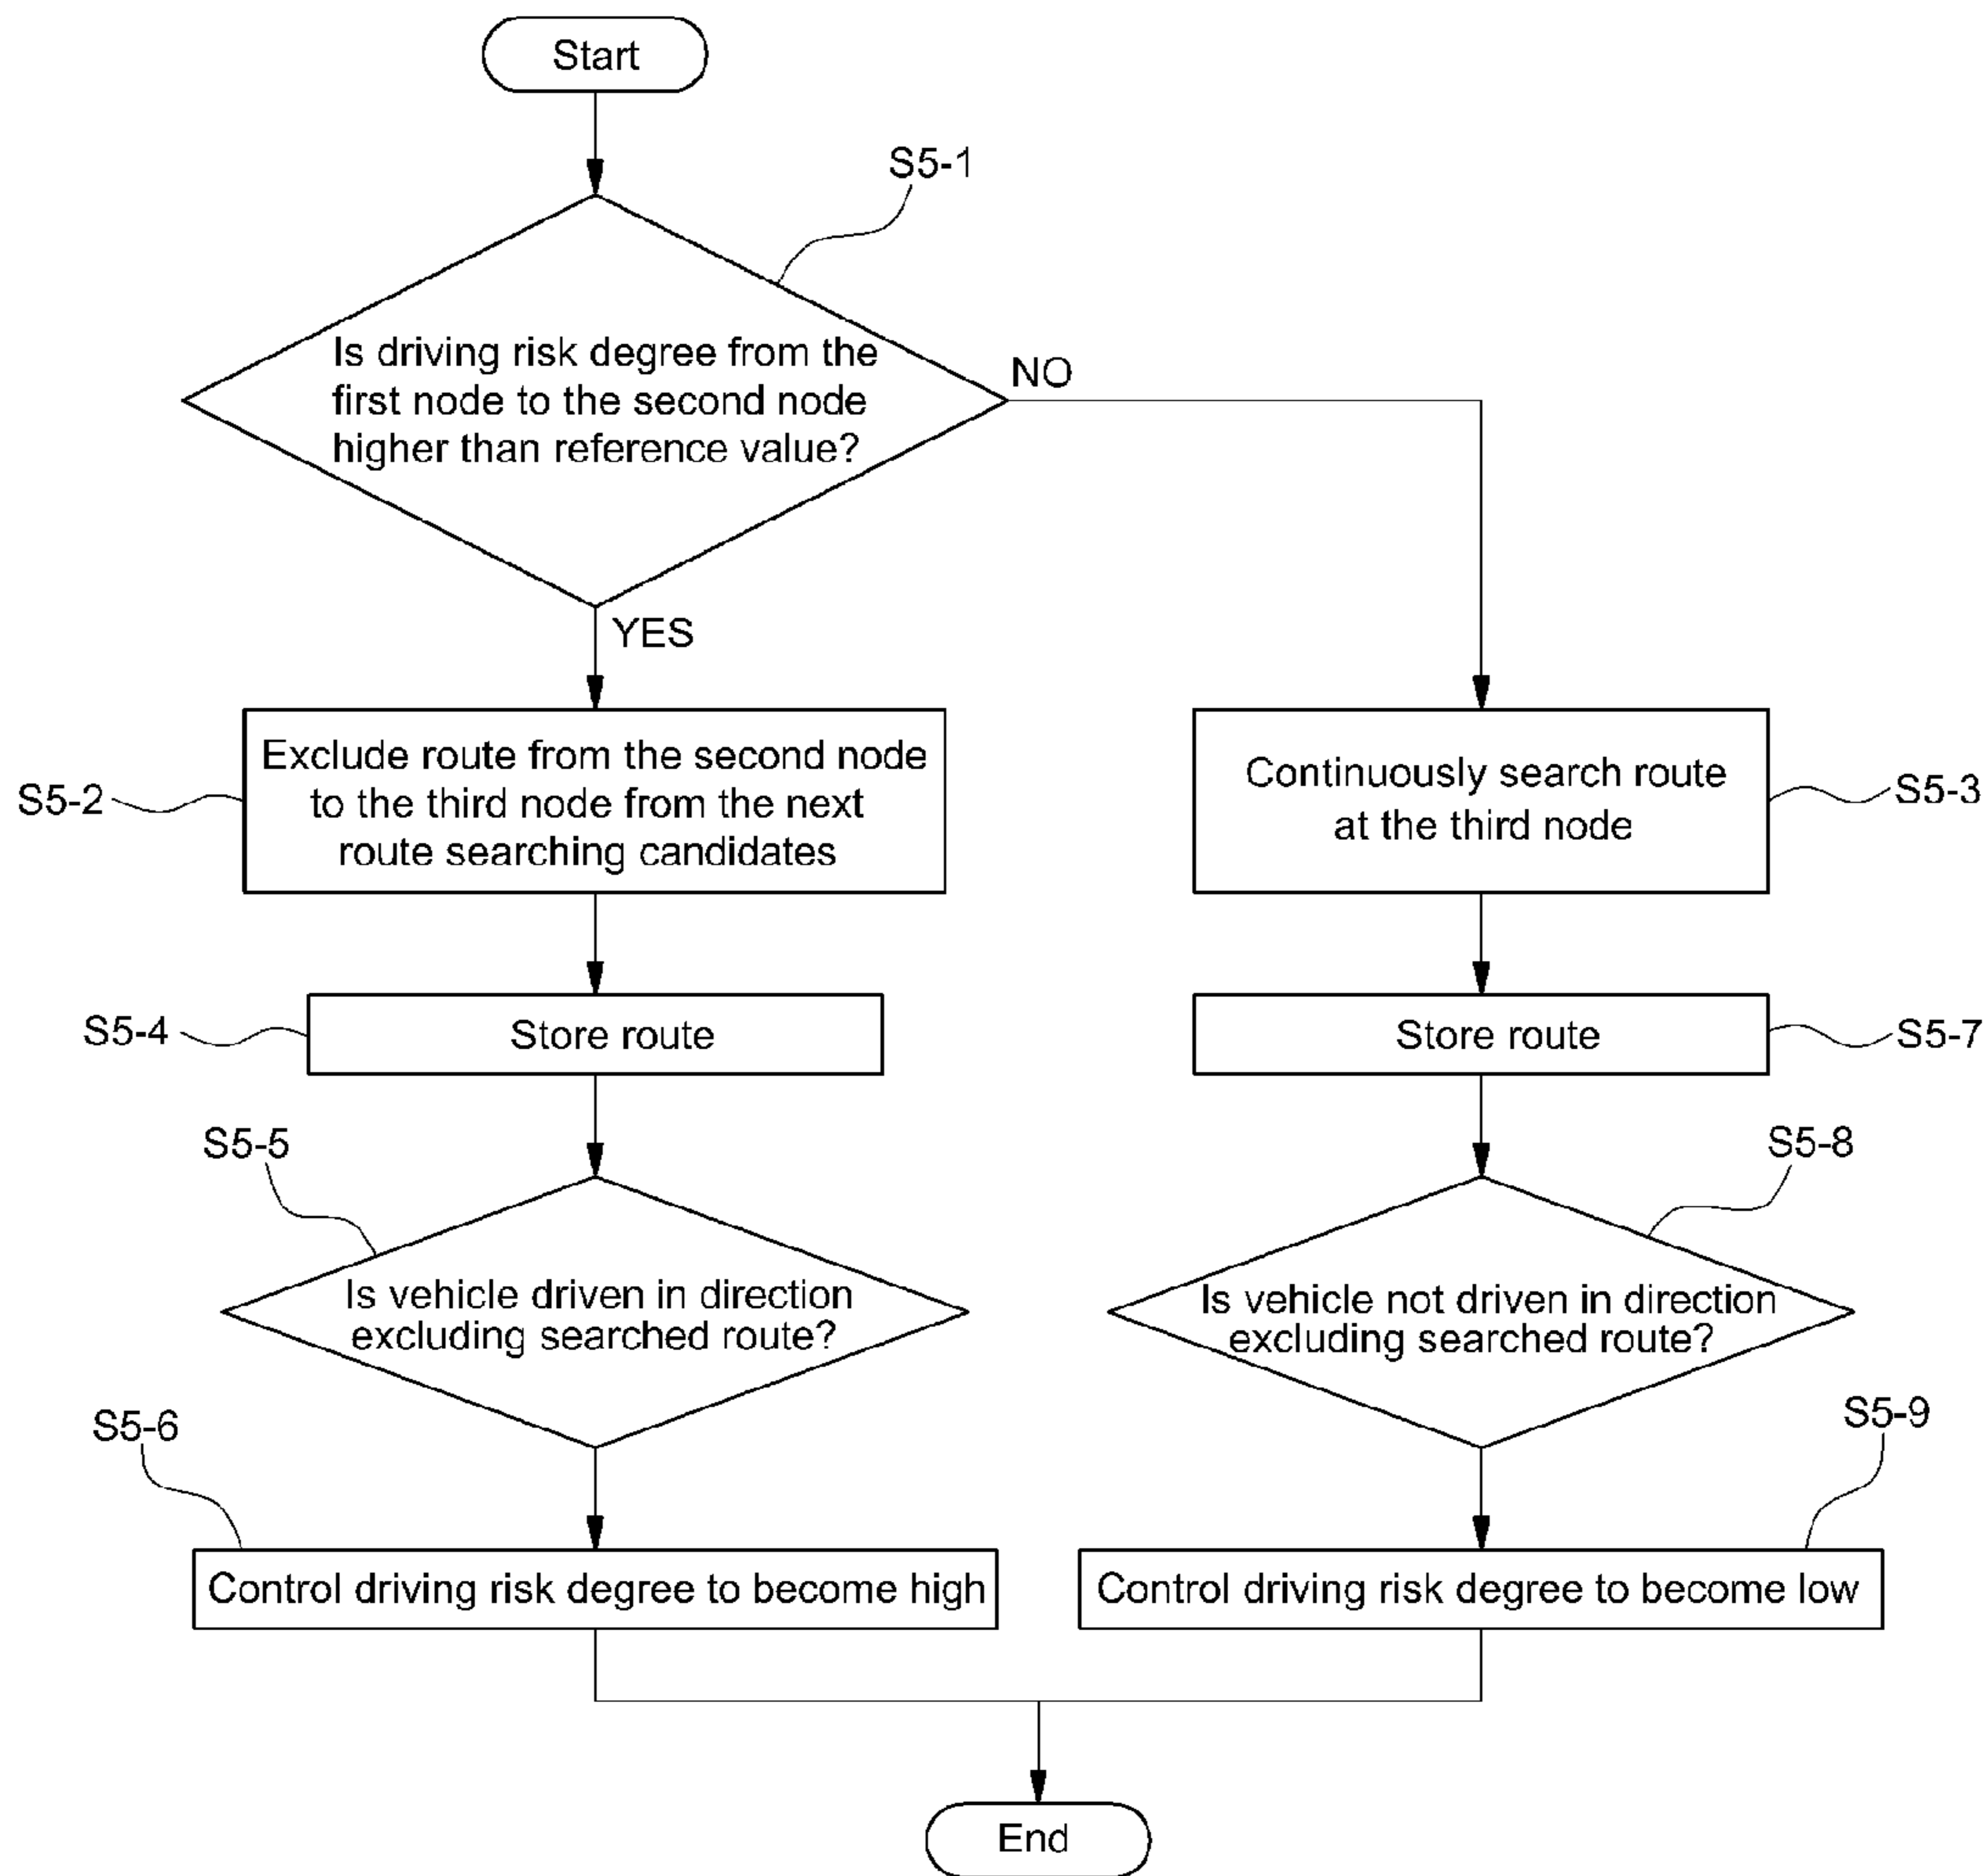 Start
S5-1
Is driving risk degree from the
first node to the second node
higher than reference value?
NO
YES
S5-2
Exclude route from the second node
to the third node from the next
route searching candidates
Continuously search route
at the third node
S5-3
S5-4
Store route
Store route
S5-7
S5-5
S5-8
Is vehicle driven in direction
excluding searched route?
Is vehicle not driven in direction
excluding searched route?
S5-6
S5-9
Control driving risk degree to become high
Control driving risk degree to become low
End